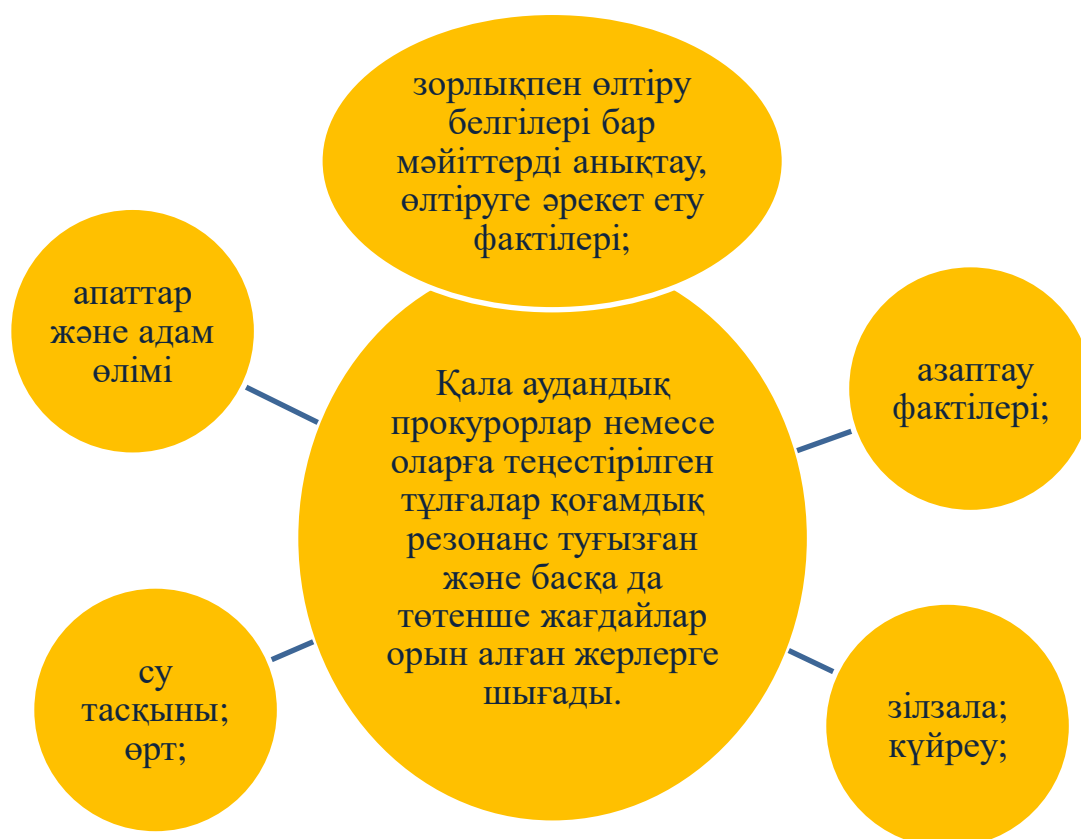 зорлықпен өлтіру
белгілері бар
мәйіттерді анықтау,
өлтіруге әрекет ету
фактілері;
апаттар
және адам
өлімі
азаптау
фактілері;
Қала аудандық
прокурорлар немесе
оларға теңестірілген
тұлғалар қоғамдық
резонанс туғызған
және басқа да
төтенше жағдайлар
орын алған жерлерге
шығады.
су
тасқыны;
өрт;
зілзала;
күйреу;